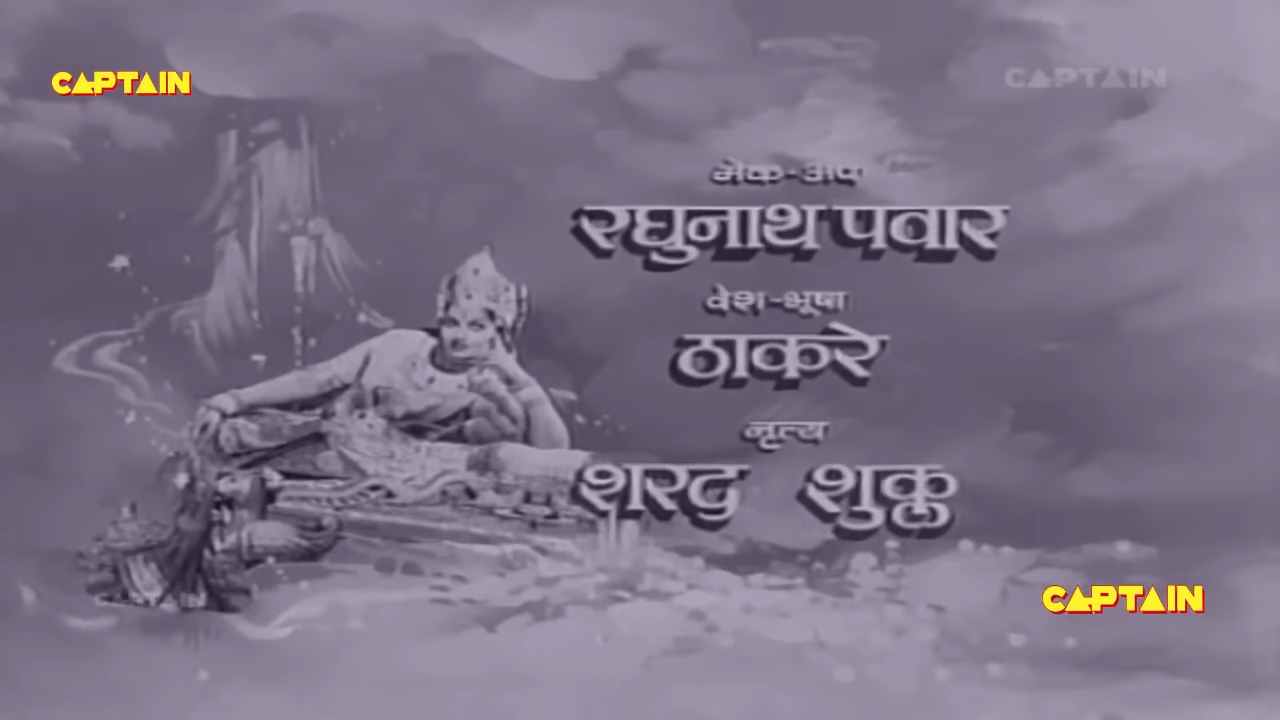 CAPTAIN
CAPTAIN
मेक-अप
रघुनाथ पवार
वेश-भूषा
ठाकरे
नृत्य
शरद शुक्ल
CAPTAIN